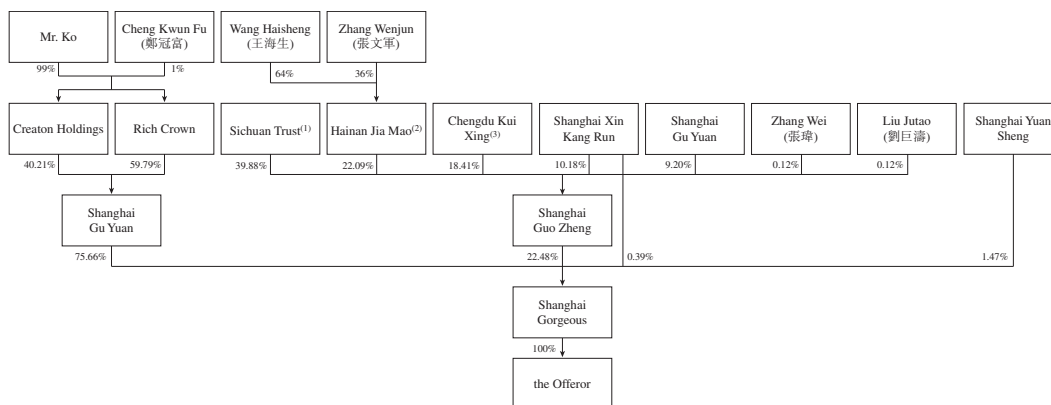 Mr. Ko
Cheng Kwun Fu
(鄭冠富)
Wang Haisheng
(王海生)
Zhang Wenjun
(張文軍)
99%
1%
64%
36%
Creaton Holdings
Rich Crown
Sichuan Trust(1)
Hainan Jia Mao(2)
Chengdu Kui
Xing(3)
Shanghai Xin
Kang Run
Shanghai
Gu Yuan
Zhang Wei
(張瑋)
Liu Jutao
(劉巨濤)
Shanghai Yuan
Sheng
40.21%
59.79%
39.88%
22.09%
18.41%
10.18%
9.20%
0.12%
0.12%
Shanghai
Gu Yuan
Shanghai
Guo Zheng
75.66%
22.48%
0.39%
1.47%
Shanghai
Gorgeous
100%
the Offeror